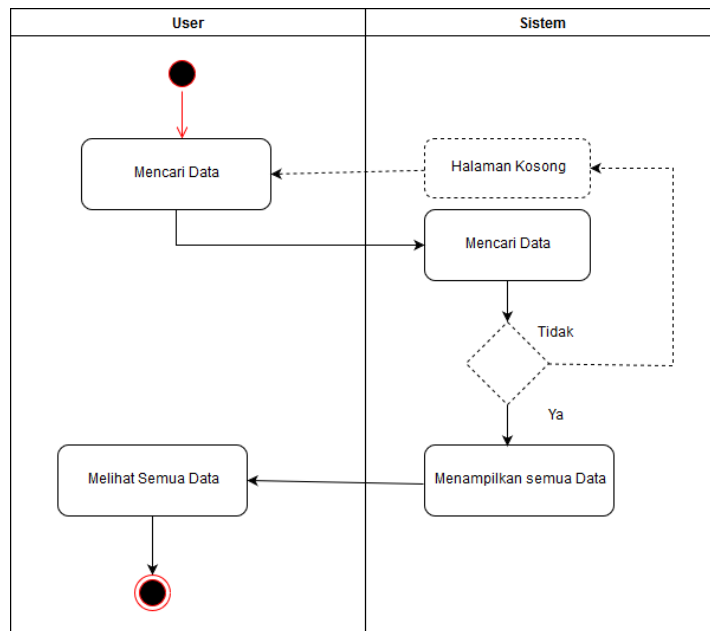 User
Sistem
Mencari Data
Halaman Kosong
Mencari Data
Tidak
Ya
Melihat Semua Data
Menampilkan semua Data